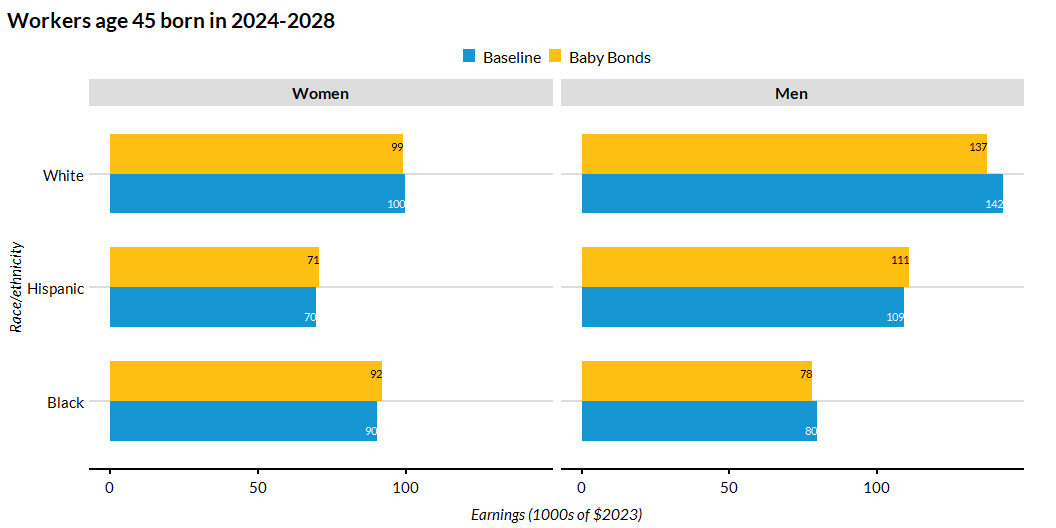 Workers age 45 born in 2024-2028
Baseline Baby Bonds
Women Men
99 137
White
100 142
71 111
Hispanic
70 109
92 78
Black
90 80
Race/ethnicity
0 50 100 0 50 100
Earnings (1000s of $2023)